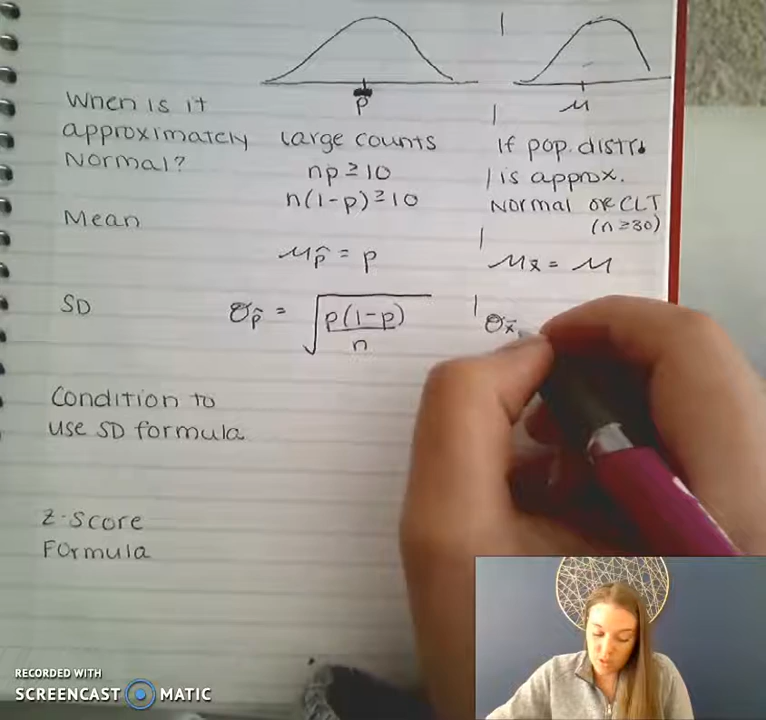 p
μ
When is it
approximately
Normal?
Large counts
np ≥ 10
n(1-p) ≥ 10
If pop. distr.
is approx.
Normal or CLT
(n ≥ 30)
Mean
μp̂ = p
μx̄ = μ
SD
σp̂ = √(p(1-p)/n)
σx̄
Condition to
use SD formula
z-score
Formula
RECORDED WITH
SCREENCAST MATIC